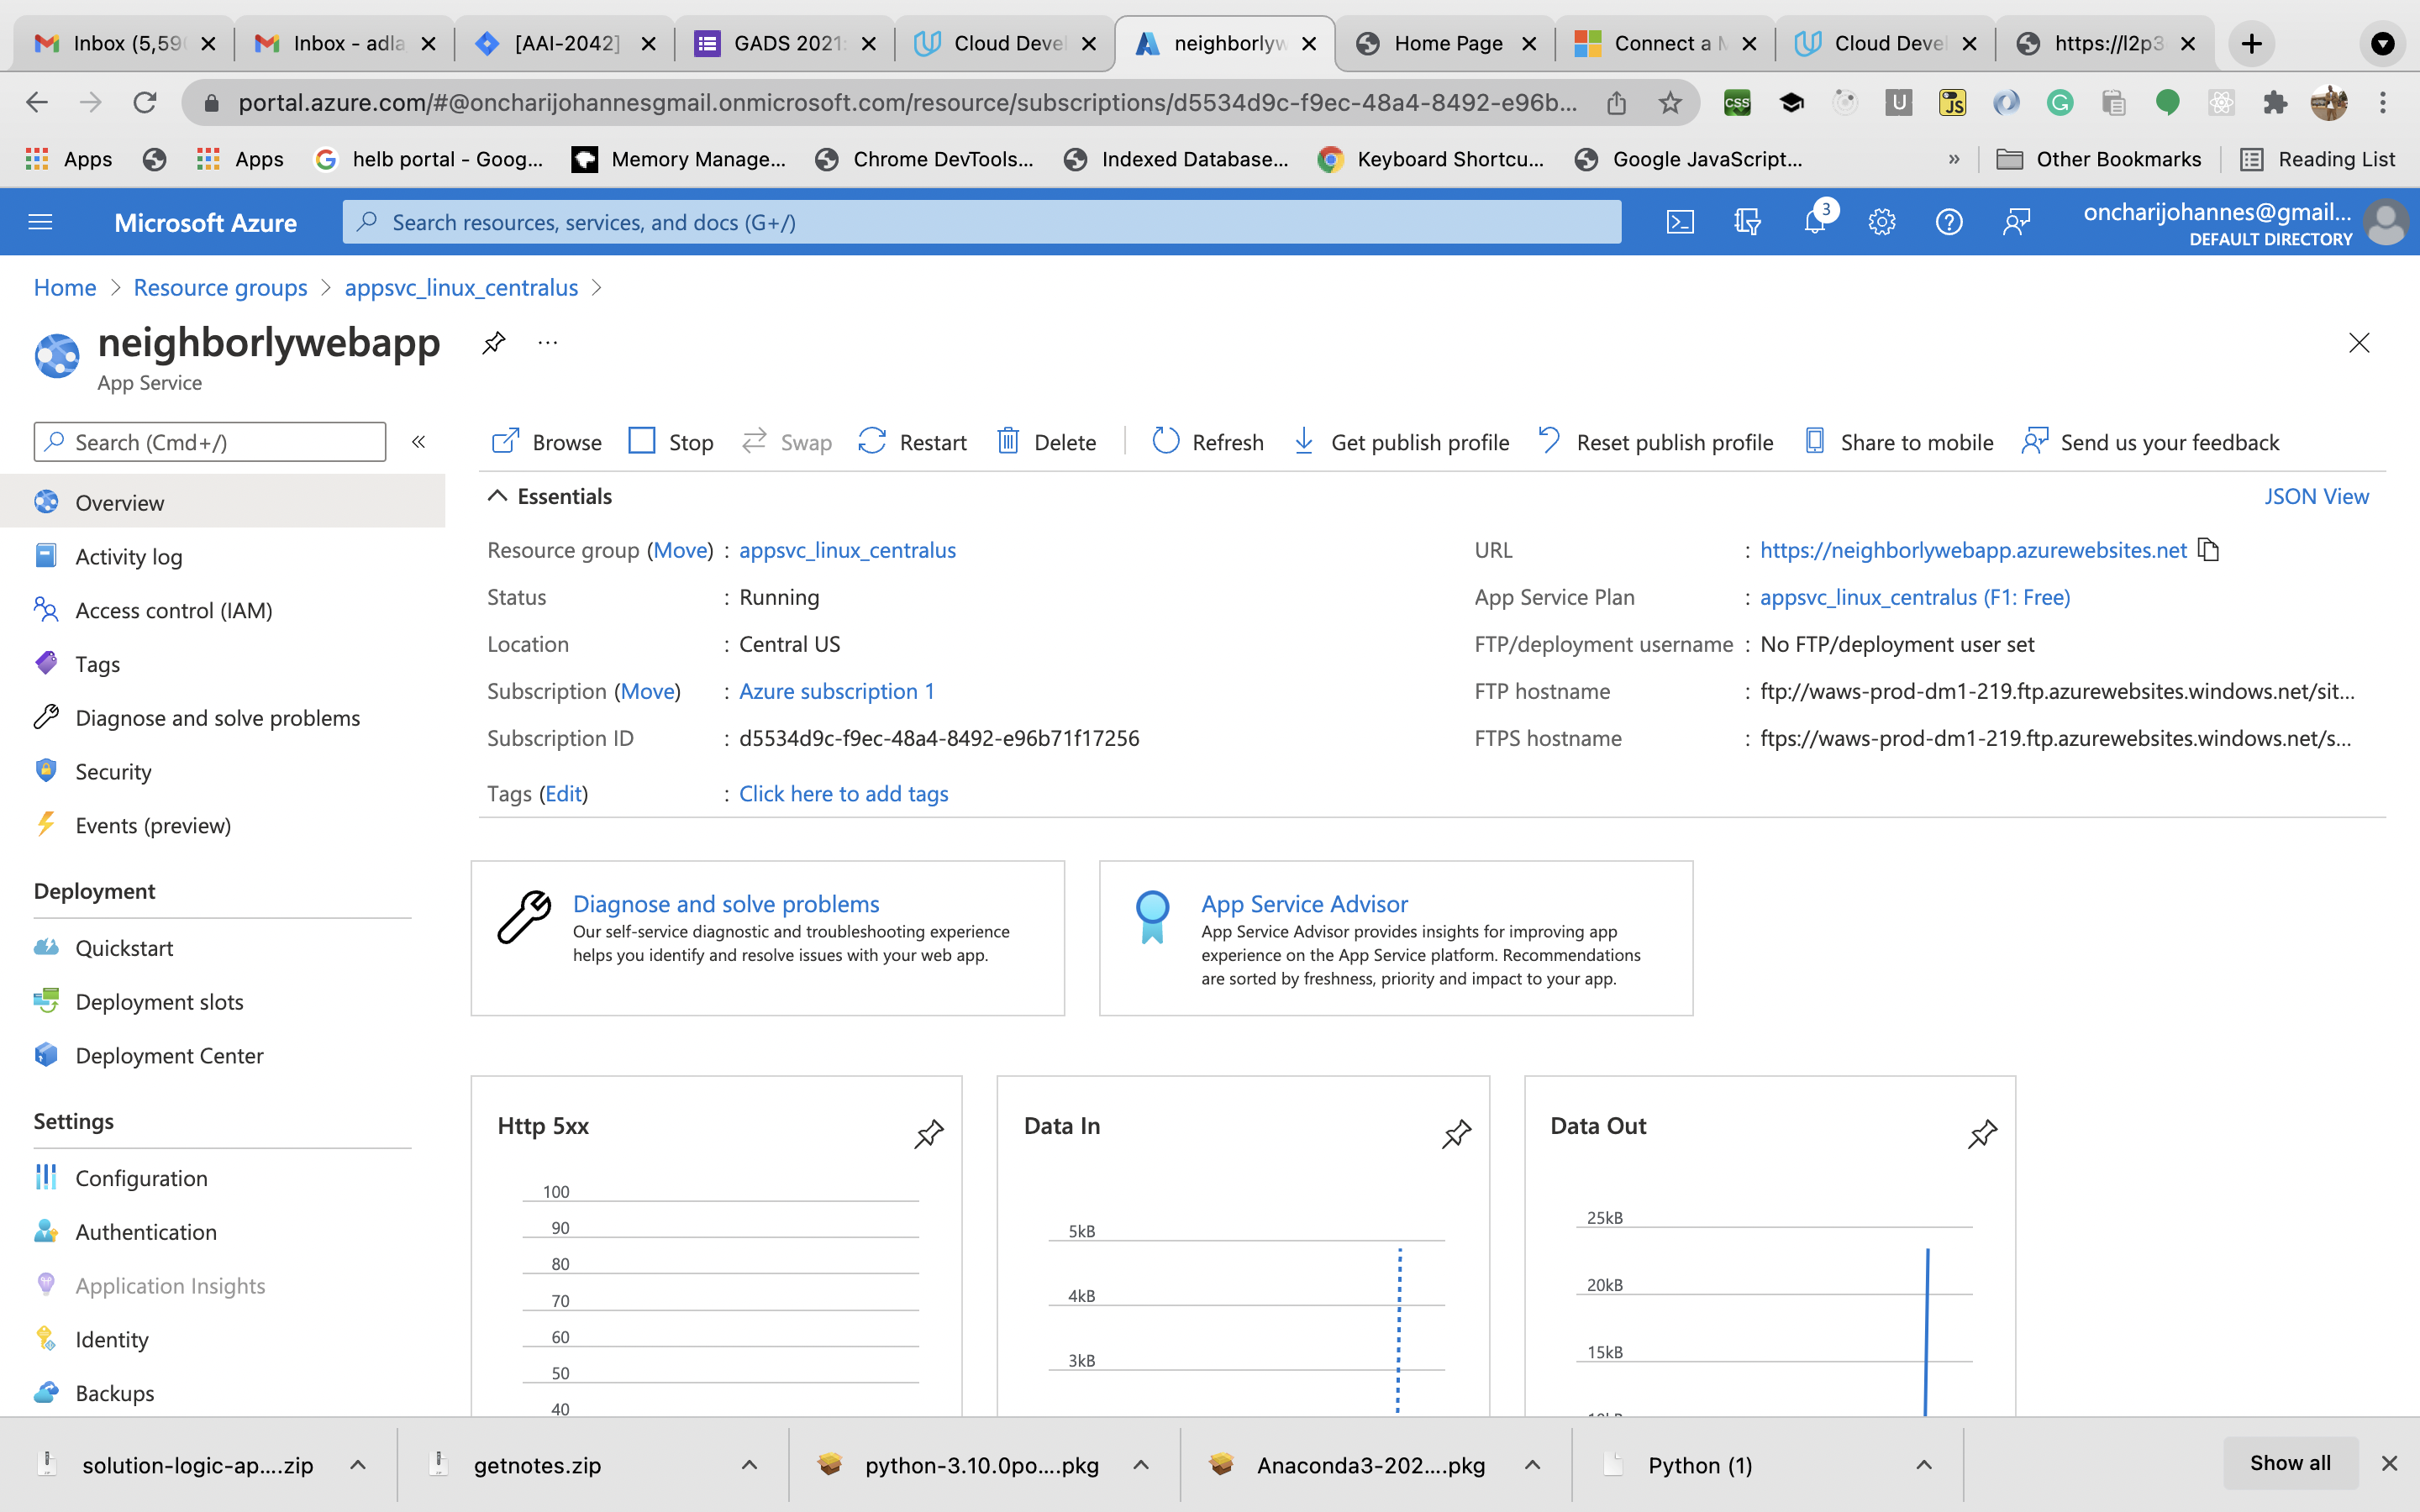 Inbox (5,59
Inbox - adla
[AAI-2042]
GADS 2021:
Cloud Devel
neighborlyw
Home Page
Connect a M
Cloud Devel
https://l2p3
portal.azure.com/#@oncharijohannesgmail.onmicrosoft.com/resource/subscriptions/d5534d9c-f9ec-48a4-8492-e96b...
CSS
U
JS
G
Apps
Apps
helb portal - Goog...
Memory Manage...
Chrome DevTools...
Indexed Database...
Keyboard Shortcu...
Google JavaScript...
»
Other Bookmarks
Reading List
Microsoft Azure
Search resources, services, and docs (G+/)
3
oncharijohannes@gmail...
DEFAULT DIRECTORY
Home > Resource groups > appsvc_linux_centralus >
neighborlywebapp
...
App Service
Search (Cmd+/)
«
Browse
Stop
Swap
Restart
Delete
Refresh
Get publish profile
Reset publish profile
Share to mobile
Send us your feedback
Overview
Activity log
Access control (IAM)
Tags
Diagnose and solve problems
Security
Events (preview)
Deployment
Quickstart
Deployment slots
Deployment Center
Settings
Configuration
Authentication
Application Insights
Identity
Backups
Essentials
JSON View
Resource group (Move) : appsvc_linux_centralus
Status : Running
Location : Central US
Subscription (Move) : Azure subscription 1
Subscription ID : d5534d9c-f9ec-48a4-8492-e96b71f17256
Tags (Edit) : Click here to add tags
URL : https://neighborlywebapp.azurewebsites.net
App Service Plan : appsvc_linux_centralus (F1: Free)
FTP/deployment username : No FTP/deployment user set
FTP hostname : ftp://waws-prod-dm1-219.ftp.azurewebsites.windows.net/sit...
FTPS hostname : ftps://waws-prod-dm1-219.ftp.azurewebsites.windows.net/s...
Diagnose and solve problems
Our self-service diagnostic and troubleshooting experience
helps you identify and resolve issues with your web app.
App Service Advisor
App Service Advisor provides insights for improving app
experience on the App Service platform. Recommendations
are sorted by freshness, priority and impact to your app.
Http 5xx
100
90
80
70
60
50
40
Data In
5kB
4kB
3kB
Data Out
25kB
20kB
15kB
solution-logic-ap....zip
getnotes.zip
python-3.10.0po....pkg
Anaconda3-202....pkg
Python (1)
Show all